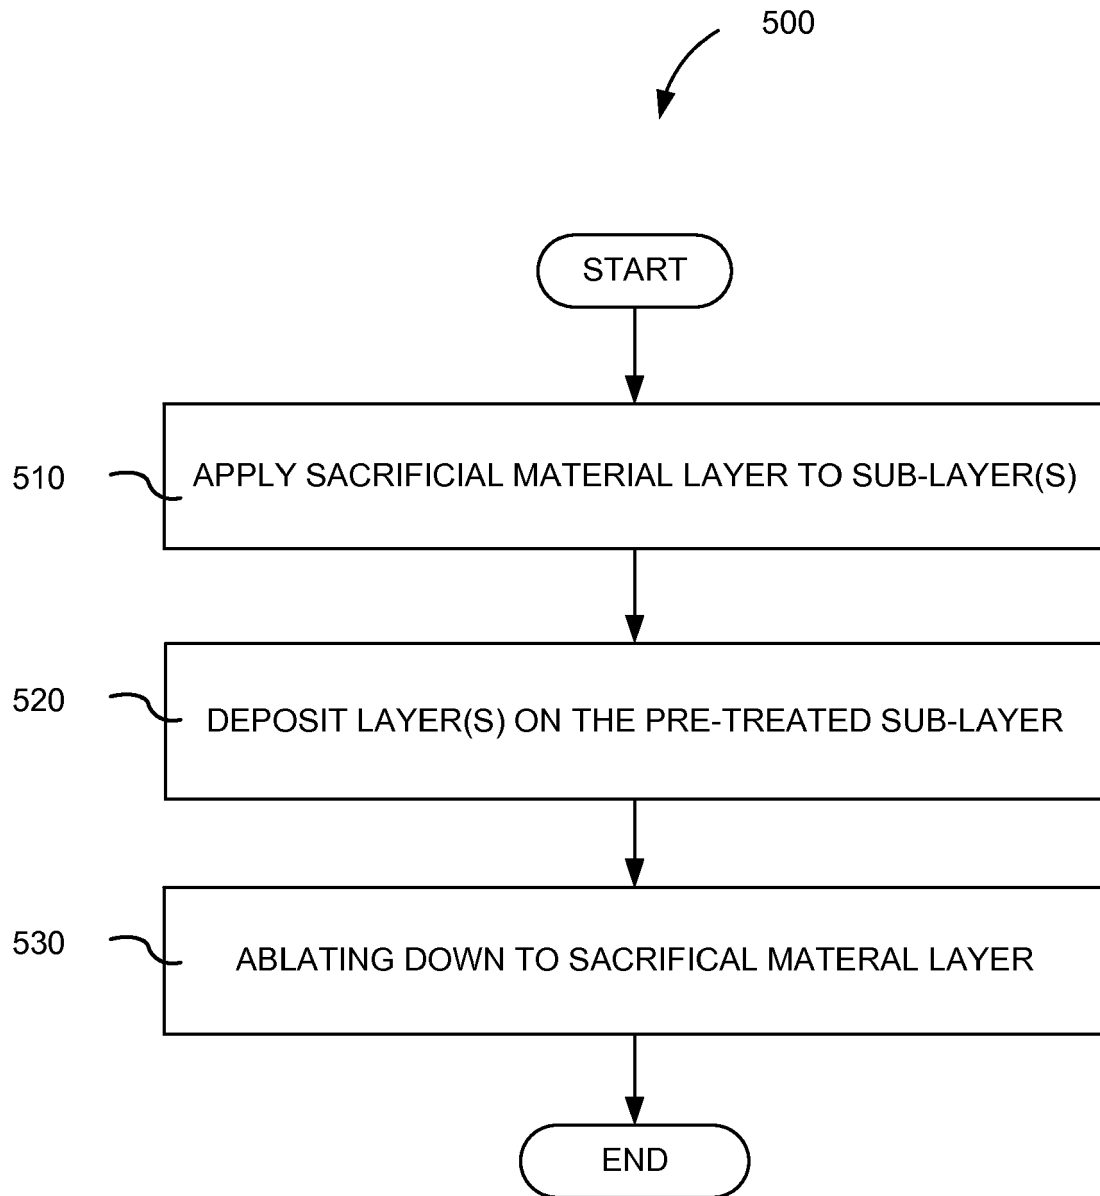 500
START
510
APPLY SACRIFICIAL MATERIAL LAYER TO SUB-LAYER(S)
520
DEPOSIT LAYER(S) ON THE PRE-TREATED SUB-LAYER
530
ABLATING DOWN TO SACRIFICAL MATERAL LAYER
END